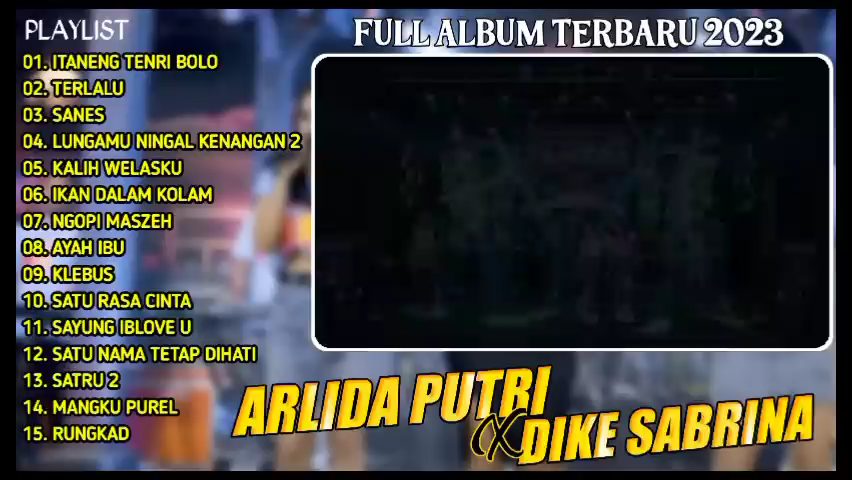 PLAYLIST
FULL ALBUM TERBARU 2023
01. ITANENG TENRI BOLO
02. TERLALU
03. SANES
04. LUNGAMU NINGAL KENANGAN 2
05. KALIH WELASKU
06. IKAN DALAM KOLAM
07. NGOPI MASZEH
08. AYAH IBU
09. KLEBUS
10. SATU RASA CINTA
11. SAYUNG IBLOVE U
12. SATU NAMA TETAP DIHATI
13. SATRU 2
14. MANGKU PUREL
15. RUNGKAD
ARLIDA PUTRI
X DIKE SABRINA